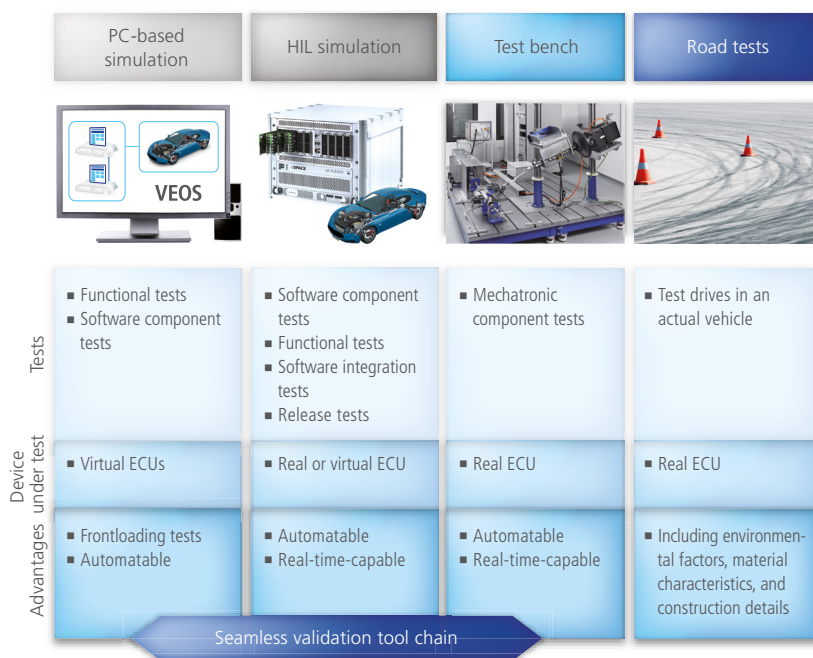 PC-based
simulation
HIL simulation
Test bench
Road tests
VEOS
dSPACE
SCALEXIO
Tests
▪ Functional tests
▪ Software component
tests
▪ Software component
tests
▪ Functional tests
▪ Software integration
tests
▪ Release tests
▪ Mechatronic
component tests
▪ Test drives in an
actual vehicle
Device
under test
▪ Virtual ECUs
▪ Real or virtual ECU
▪ Real ECU
▪ Real ECU
Advantages
▪ Frontloading tests
▪ Automatable
▪ Automatable
▪ Real-time-capable
▪ Automatable
▪ Real-time-capable
▪ Including environmen-
tal factors, material
characteristics, and
construction details
Seamless validation tool chain